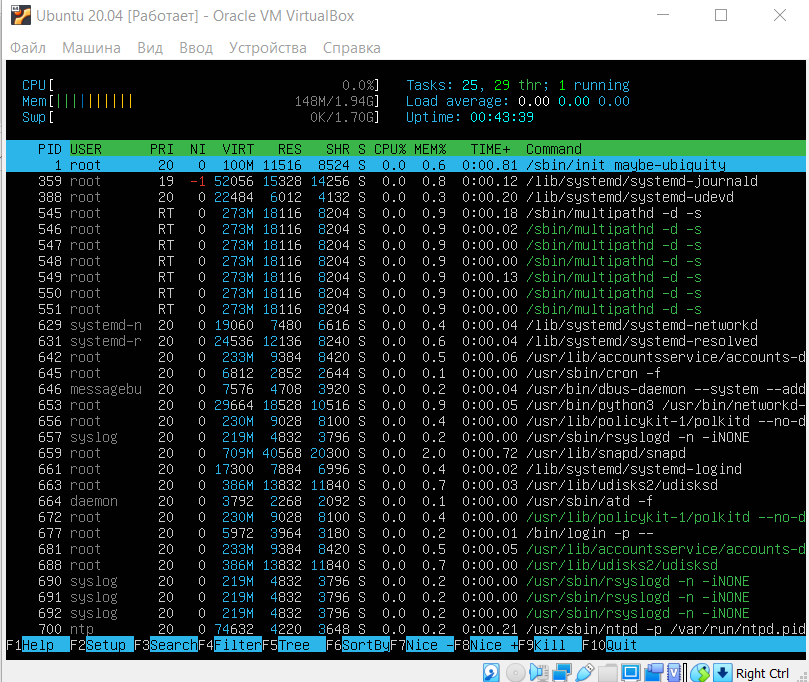 Ubuntu 20.04 [Работает] - Oracle VM VirtualBox
Файл Машина Вид Ввод Устройства Справка
CPU[ 0.0%] Tasks: 25, 29 thr; 1 running
Mem[||||||||||| 148M/1.94G] Load average: 0.00 0.00 0.00
Swp[ 0K/1.70G] Uptime: 00:43:39
PID USER PRI NI VIRT RES SHR S CPU% MEM% TIME+ Command
1 root 20 0 100M 11516 8524 S 0.0 0.6 0:00.81 /sbin/init maybe-ubiquity
359 root 19 -1 52056 15328 14256 S 0.0 0.8 0:00.12 /lib/systemd/systemd-journald
388 root 20 0 22484 6012 4132 S 0.0 0.3 0:00.20 /lib/systemd/systemd-udevd
545 root RT 0 273M 18116 8204 S 0.0 0.9 0:00.18 /sbin/multipathd -d -s
546 root RT 0 273M 18116 8204 S 0.0 0.9 0:00.02 /sbin/multipathd -d -s
547 root RT 0 273M 18116 8204 S 0.0 0.9 0:00.00 /sbin/multipathd -d -s
548 root RT 0 273M 18116 8204 S 0.0 0.9 0:00.00 /sbin/multipathd -d -s
549 root RT 0 273M 18116 8204 S 0.0 0.9 0:00.13 /sbin/multipathd -d -s
550 root RT 0 273M 18116 8204 S 0.0 0.9 0:00.00 /sbin/multipathd -d -s
551 root RT 0 273M 18116 8204 S 0.0 0.9 0:00.00 /sbin/multipathd -d -s
629 systemd-n 20 0 19060 7480 6616 S 0.0 0.4 0:00.04 /lib/systemd/systemd-networkd
631 systemd-r 20 0 24536 12136 8240 S 0.0 0.6 0:00.04 /lib/systemd/systemd-resolved
642 root 20 0 233M 9384 8420 S 0.0 0.5 0:00.06 /usr/lib/accountsservice/accounts-d
645 root 20 0 6812 2852 2644 S 0.0 0.1 0:00.00 /usr/sbin/cron -f
646 messagebu 20 0 7576 4708 3920 S 0.0 0.2 0:00.04 /usr/bin/dbus-daemon --system --add
653 root 20 0 29664 18528 10516 S 0.0 0.9 0:00.05 /usr/bin/python3 /usr/bin/networkd-
656 root 20 0 230M 9028 8100 S 0.0 0.4 0:00.00 /usr/lib/policykit-1/polkitd --no-d
657 syslog 20 0 219M 4832 3796 S 0.0 0.2 0:00.00 /usr/sbin/rsyslogd -n -iNONE
659 root 20 0 709M 40568 20300 S 0.0 2.0 0:00.72 /usr/lib/snapd/snapd
661 root 20 0 17300 7884 6996 S 0.0 0.4 0:00.02 /lib/systemd/systemd-logind
663 root 20 0 386M 13832 11840 S 0.0 0.7 0:00.03 /usr/lib/udisks2/udisksd
664 daemon 20 0 3792 2268 2092 S 0.0 0.1 0:00.00 /usr/sbin/atd -f
672 root 20 0 230M 9028 8100 S 0.0 0.4 0:00.00 /usr/lib/policykit-1/polkitd --no-d
677 root 20 0 5972 3964 3180 S 0.0 0.2 0:00.01 /bin/login -p --
681 root 20 0 233M 9384 8420 S 0.0 0.5 0:00.05 /usr/lib/accountsservice/accounts-d
688 root 20 0 386M 13832 11840 S 0.0 0.7 0:00.00 /usr/lib/udisks2/udisksd
690 syslog 20 0 219M 4832 3796 S 0.0 0.2 0:00.00 /usr/sbin/rsyslogd -n -iNONE
691 syslog 20 0 219M 4832 3796 S 0.0 0.2 0:00.00 /usr/sbin/rsyslogd -n -iNONE
692 syslog 20 0 219M 4832 3796 S 0.0 0.2 0:00.00 /usr/sbin/rsyslogd -n -iNONE
700 ntp 20 0 74632 4220 3648 S 0.0 0.2 0:00.21 /usr/sbin/ntpd -p /var/run/ntpd.pid
F1Help F2Setup F3SearchF4FilterF5Tree F6SortByF7Nice -F8Nice +F9Kill F10Quit
Right Ctrl